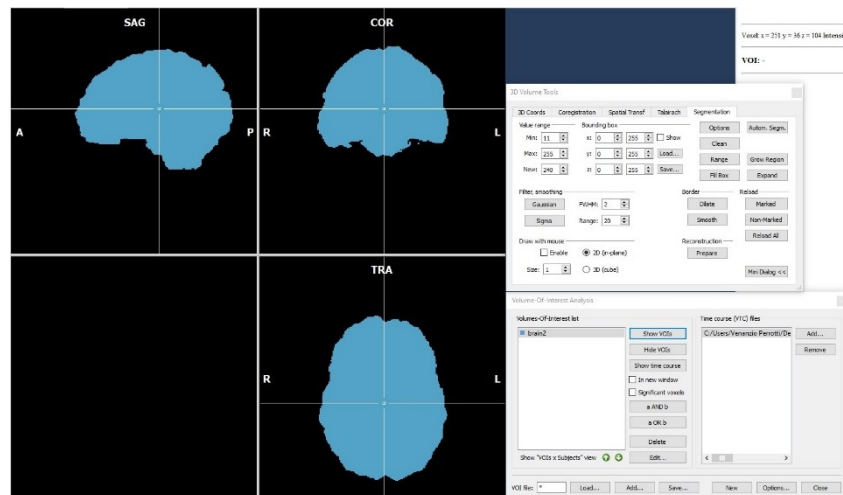 SAG
A
P
COR
R
L
TRA
R
L
Voxel x = 251 y = 36 z = 104 Intens
VOI: -
3D Volume Tools
3D Coords Coregistration Spatial Transf Talairach Segmentation
Value range Bounding box
Min: 11 x: 0 255 Show
Max: 255 y: 0 255 Load...
New: 240 z: 0 255 Save...
Options Autom. Segm.
Clean
Range Grow Region
Fill Box Expand
Filter, smoothing
Gaussian FWHM: 2
Sigma Range: 20
Border Reload
Dilate Marked
Smooth Non-Marked
Reload All
Draw with mouse
Enable 2D (in-plane)
Size: 1 3D (cube)
Reconstruction
Prepare
Mini Dialog <<
Volume-Of-Interest Analysis
Volumes-Of-Interest list
brain2
Show VOIs
Hide VOIs
Show time course
In new window
Significant voxels
a AND b
a OR b
Delete
Show "VOIs x Subjects" view Edit...
Time course (VTC) files
C:/Users/Venanzio Perrotti/De
Add...
Remove
VOI file: * Load... Add... Save... New Options... Close